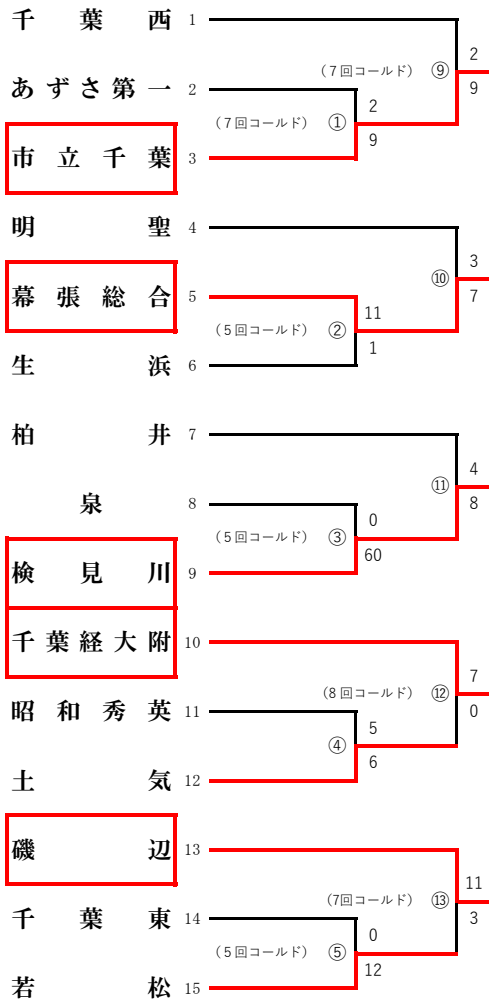 千葉西 1
2
(7回コールド) ⑨
9
あずさ第一 2
2
(7回コールド) ①
9
市立千葉 3
明聖 4
3
⑩
7
幕張総合 5
11
(5回コールド) ②
1
生浜 6
柏井 7
4
⑪
8
泉 8
0
(5回コールド) ③
60
検見川 9
千葉経大附 10
7
(8回コールド) ⑫
0
昭和秀英 11
5
④
6
土気 12
磯辺 13
11
(7回コールド) ⑬
3
千葉東 14
0
(5回コールド) ⑤
12
若松 15